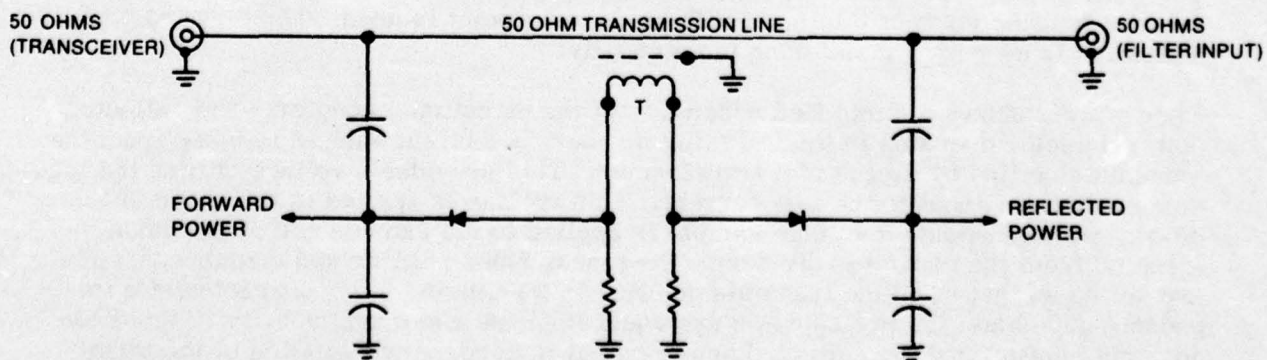 50 OHMS
(TRANSCEIVER)
50 OHM TRANSMISSION LINE
50 OHMS
(FILTER INPUT)
T
FORWARD
POWER
REFLECTED
POWER